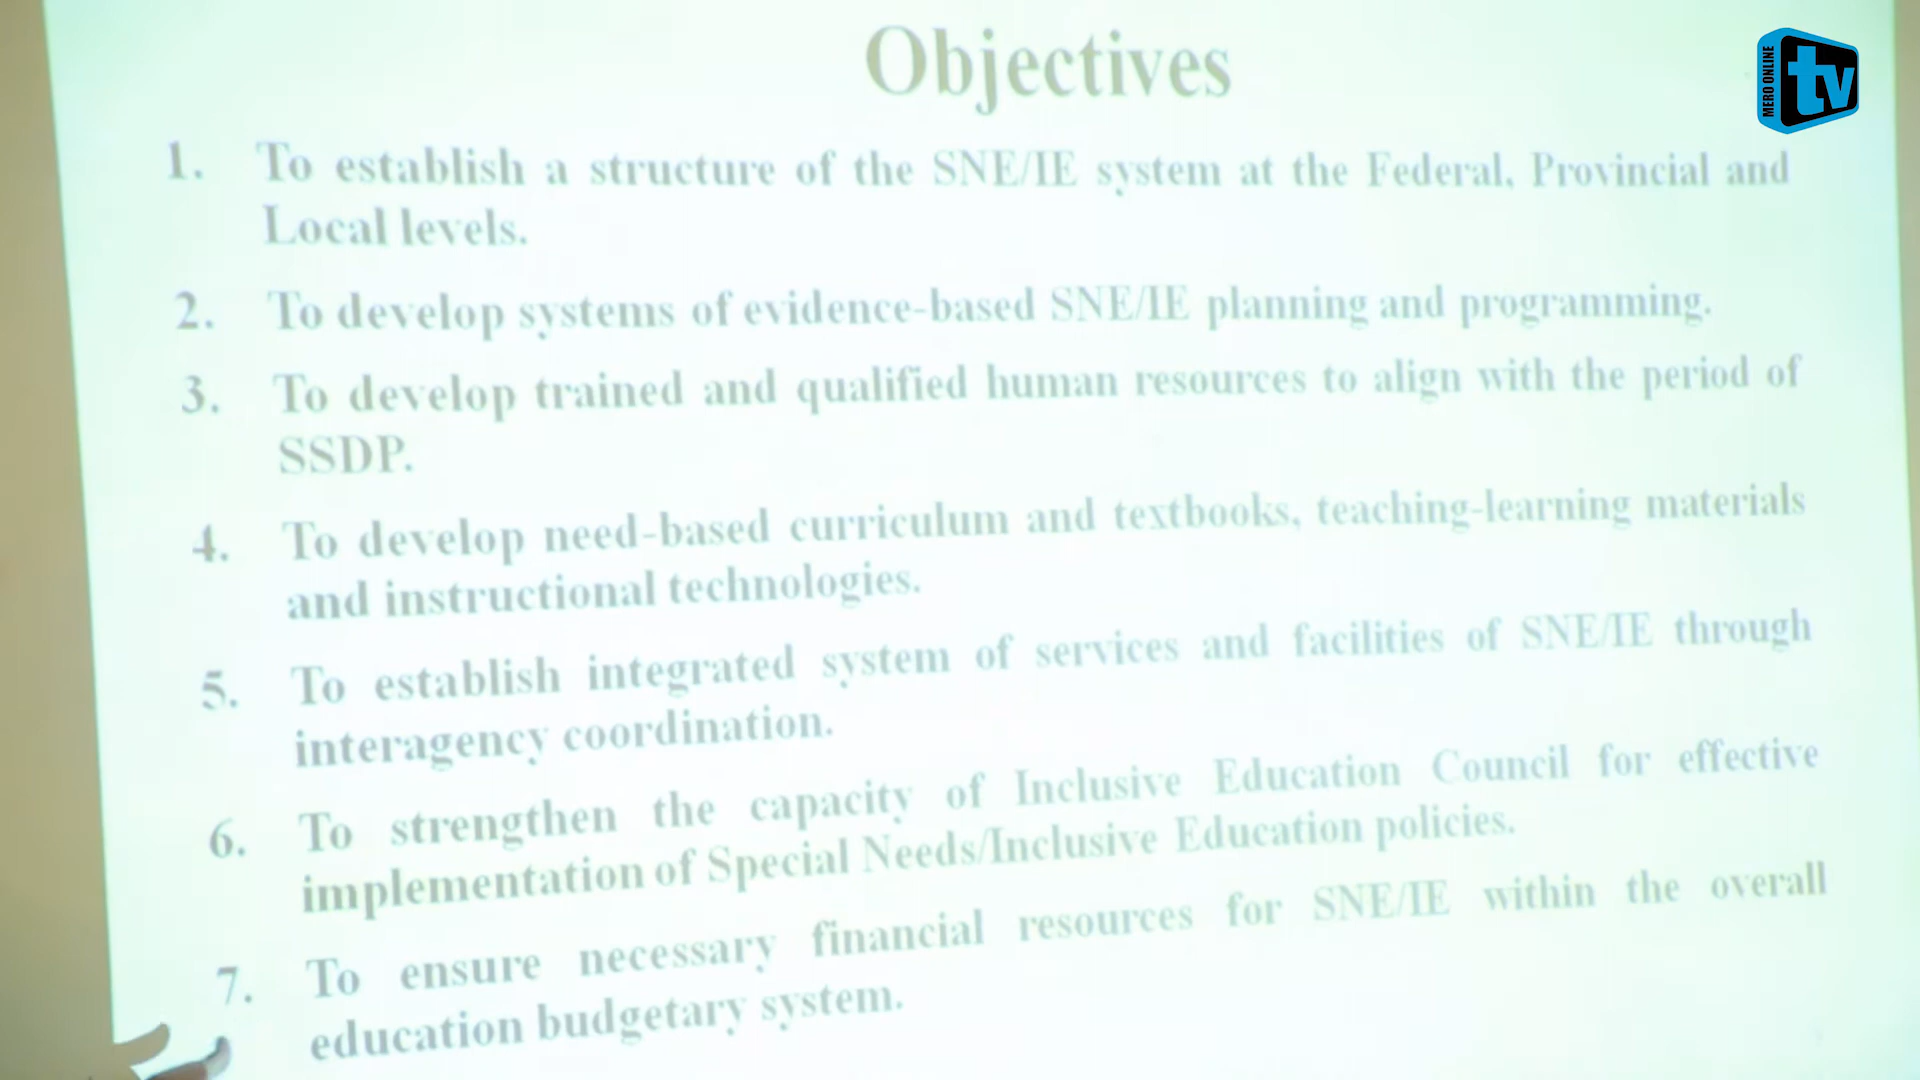 Objectives
MERO ONLINE
tv
1. To establish a structure of the SNE/IE system at the Federal, Provincial and
Local levels.
2. To develop systems of evidence-based SNE/IE planning and programming.
3. To develop trained and qualified human resources to align with the period of
SSDP.
4. To develop need-based curriculum and textbooks, teaching-learning materials
and instructional technologies.
5. To establish integrated system of services and facilities of SNE/IE through
interagency coordination.
6. To strengthen the capacity of Inclusive Education Council for effective
implementation of Special Needs/Inclusive Education policies.
7. To ensure necessary financial resources for SNE/IE within the overall
education budgetary system.